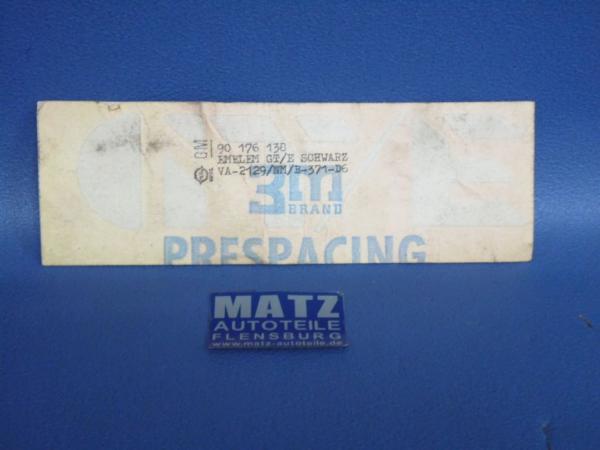 GM
90 176 138
EMBLEM GT/E SCHWARZ
VA-2129/NM/B-371-D6
3m
BRAND
PRESPACING
MATZ
AUTOTEILE
FLENSBURG
www.matz-autoteile.de